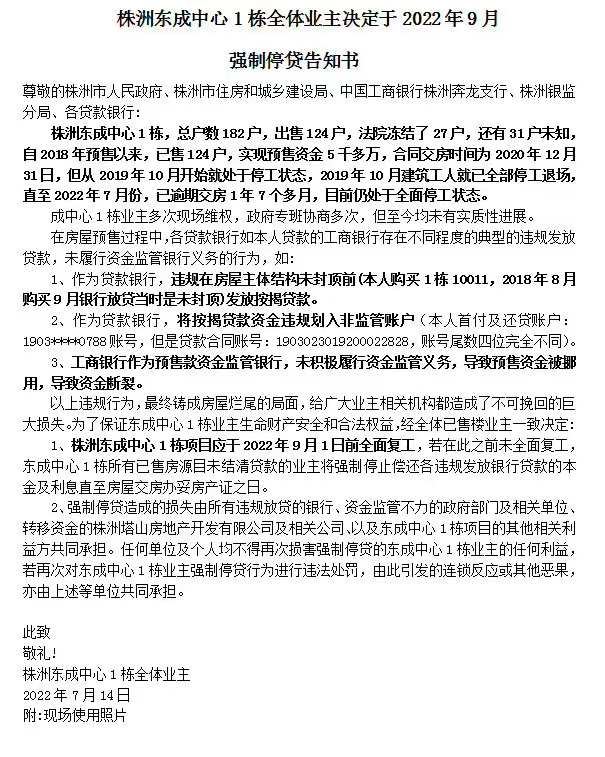 株洲东成中心 1 栋全体业主决定于 2022 年 9 月
强制停贷告知书
尊敬的株洲市人民政府、株洲市住房和城乡建设局、中国工商银行株洲奔龙支行、株洲银监
分局、各贷款银行：
株洲东成中心 1 栋，总户数 182 户，出售 124 户，法院冻结了 27 户，还有 31 户未知，
自 2018 年预售以来，已售 124 户，实现预售资金 5 千多万，合同交房时间为 2020 年 12 月
31 日，但从 2019 年 10 月开始就处于停工状态，2019 年 10 月建筑工人就已全部停工退场，
直至 2022 年 7 月份，已逾期交房 1 年 7 个多月，目前仍处于全面停工状态。
成中心 1 栋业主多次现场维权，政府专班协商多次，但至今均未有实质性进展。
在房屋预售过程中，各贷款银行如本人贷款的工商银行存在不同程度的典型的违规发放
贷款，未履行资金监管银行义务的行为，如：
1、作为贷款银行，违规在房屋主体结构未封顶前(本人购买 1 栋 10011，2018 年 8 月
购买 9 月银行放贷当时是未封顶)发放按揭贷款。
2、作为贷款银行，将按揭贷款资金违规划入非监管账户（本人首付及还贷账户：
1903****0788 账号，但是贷款合同账号：1903023019200022828，账号尾数四位完全不同）。
3、工商银行作为预售款资金监管银行，未积极履行资金监管义务，导致预售资金被挪
用，导致资金断裂。
以上违规行为，最终铸成房屋烂尾的局面，给广大业主相关机构都造成了不可挽回的巨
大损失。为了保证东成中心 1 栋业主生命财产安全和合法权益，经全体已售楼业主一致决定：
1、株洲东成中心 1 栋项目应于 2022 年 9 月 1 日前全面复工，若在此之前未全面复工，
东成中心 1 栋所有已售房源目未结清贷款的业主将强制停止偿还各违规发放银行贷款的本
金及利息直至房屋交房办妥房产证之日。
2、强制停贷造成的损失由所有违规放贷的银行、资金监管不力的政府部门及相关单位、
转移资金的株洲塔山房地产开发有限公司及相关公司、以及东成中心 1 栋项目的其他相关利
益方共同承担。任何单位及个人均不得再次损害强制停贷的东成中心 1 栋业主的任何利益，
若再次对东成中心 1 栋业主强制停贷行为进行违法处罚，由此引发的连锁反应或其他恶果，
亦由上述等单位共同承担。
此致
敬礼！
株洲东成中心 1 栋全体业主
2022 年 7 月 14 日
附:现场使用照片